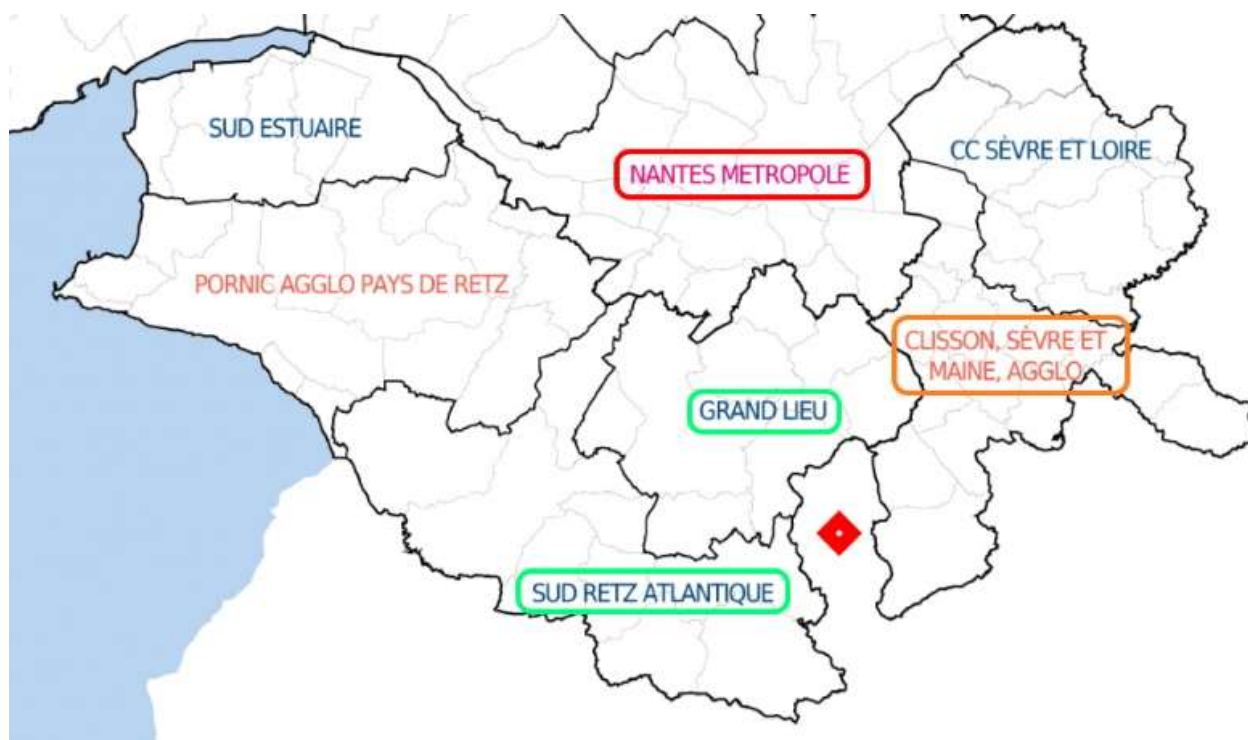 SUD ESTUAIRE
CC SÈVRE ET LOIRE
NANTES METROPOLE
PORNIC AGGLO PAYS DE RETZ
CLISSON, SÈVRE ET
MAINE, AGGLO
GRAND LIEU
SUD RETZ ATLANTIQUE